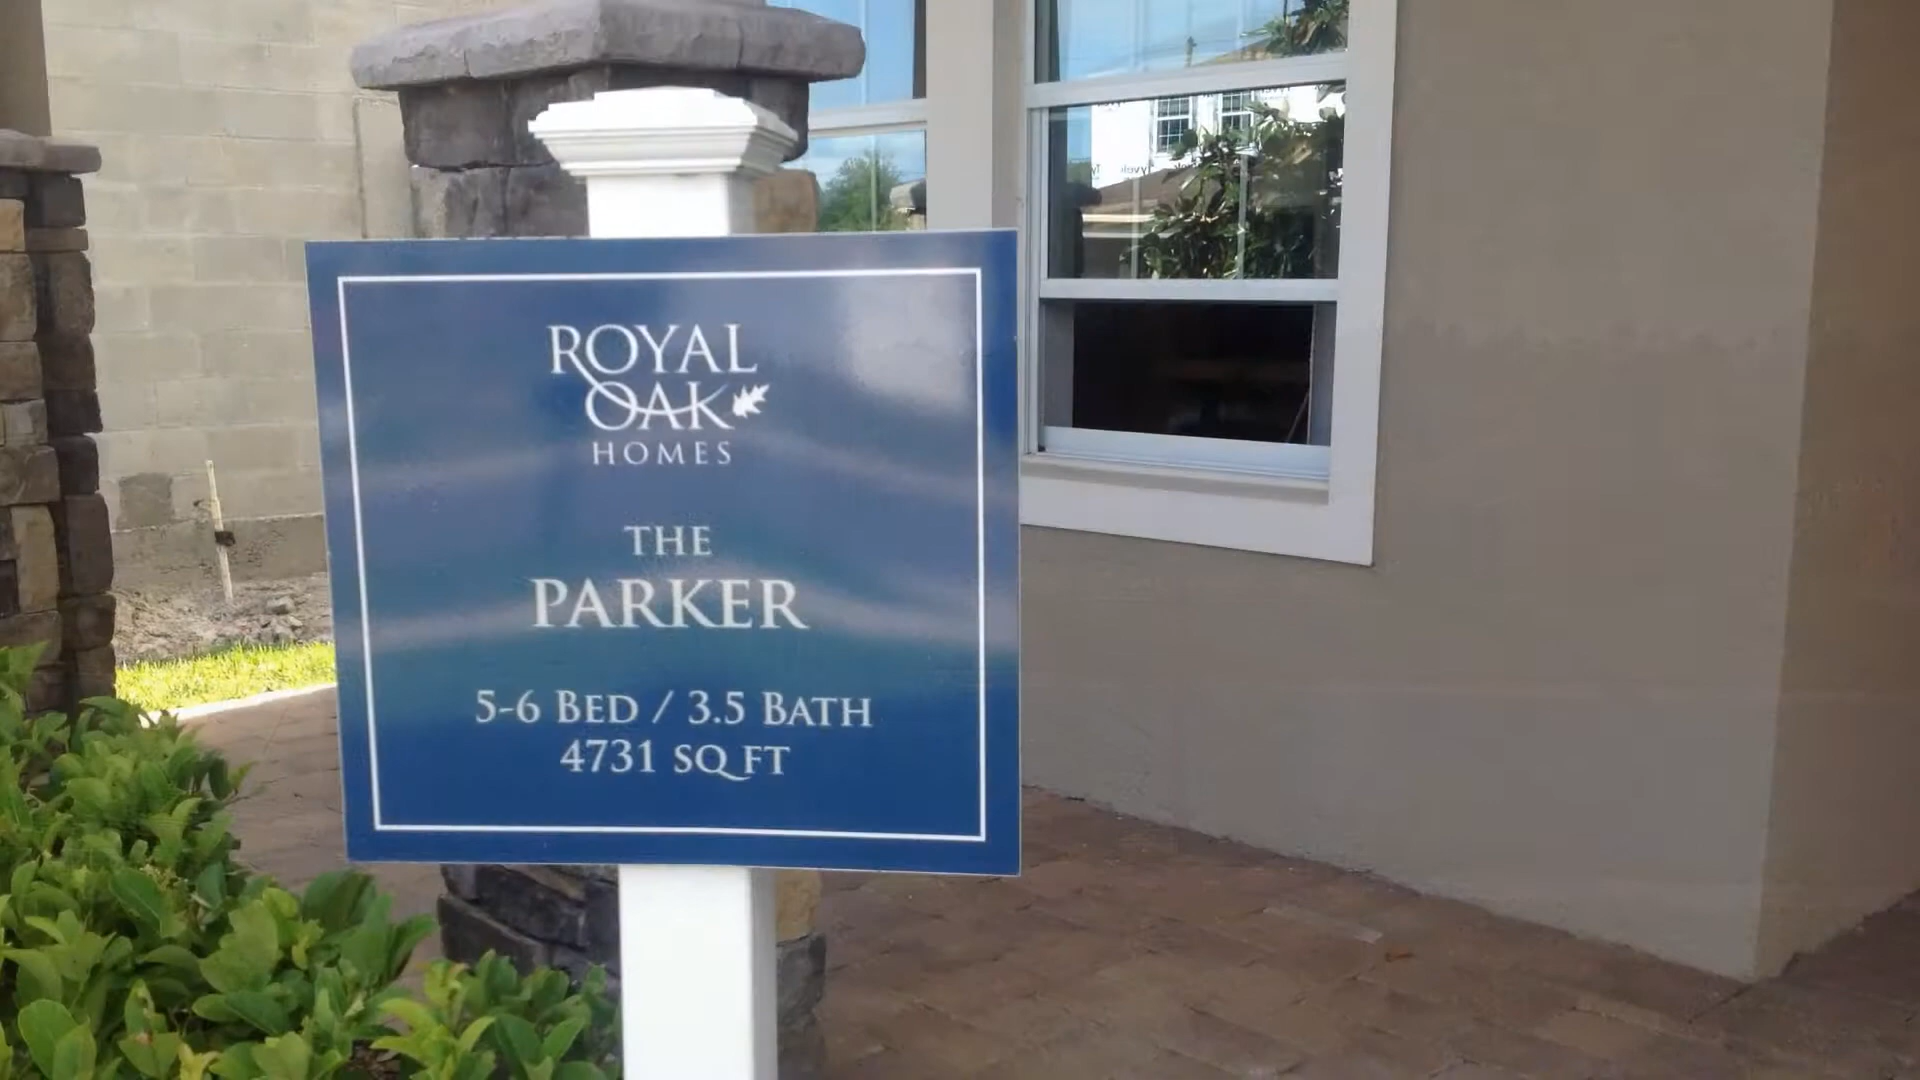 ROYAL
OAK
HOMES
THE
PARKER
5-6 BED / 3.5 BATH
4731 SQ FT